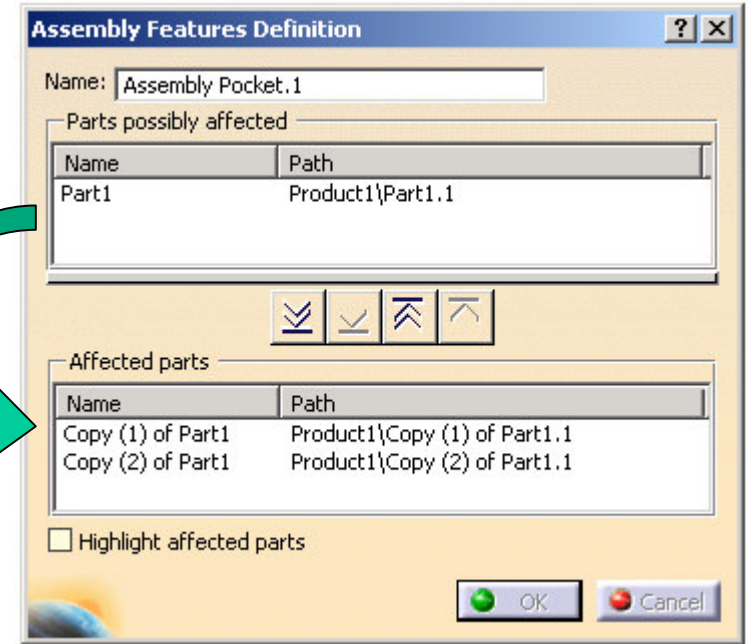 Assembly Features Definition
Name: Assembly Pocket.1
Parts possibly affected
Name Path
Part1 Product1\Part1.1
Affected parts
Name Path
Copy (1) of Part1 Product1\Copy (1) of Part1.1
Copy (2) of Part1 Product1\Copy (2) of Part1.1
Highlight affected parts
OK Cancel